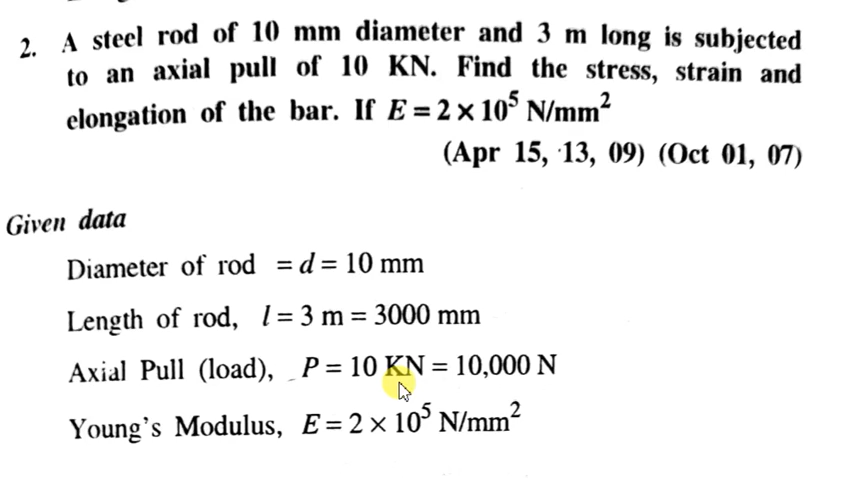 2. A steel rod of 10 mm diameter and 3 m long is subjected
to an axial pull of 10 KN. Find the stress, strain and
elongation of the bar. If E = 2 × 10⁵ N/mm²
(Apr 15, 13, 09) (Oct 01, 07)
Given data
Diameter of rod = d = 10 mm
Length of rod, l = 3 m = 3000 mm
Axial Pull (load), P = 10 KN = 10,000 N
Young's Modulus, E = 2 × 10⁵ N/mm²